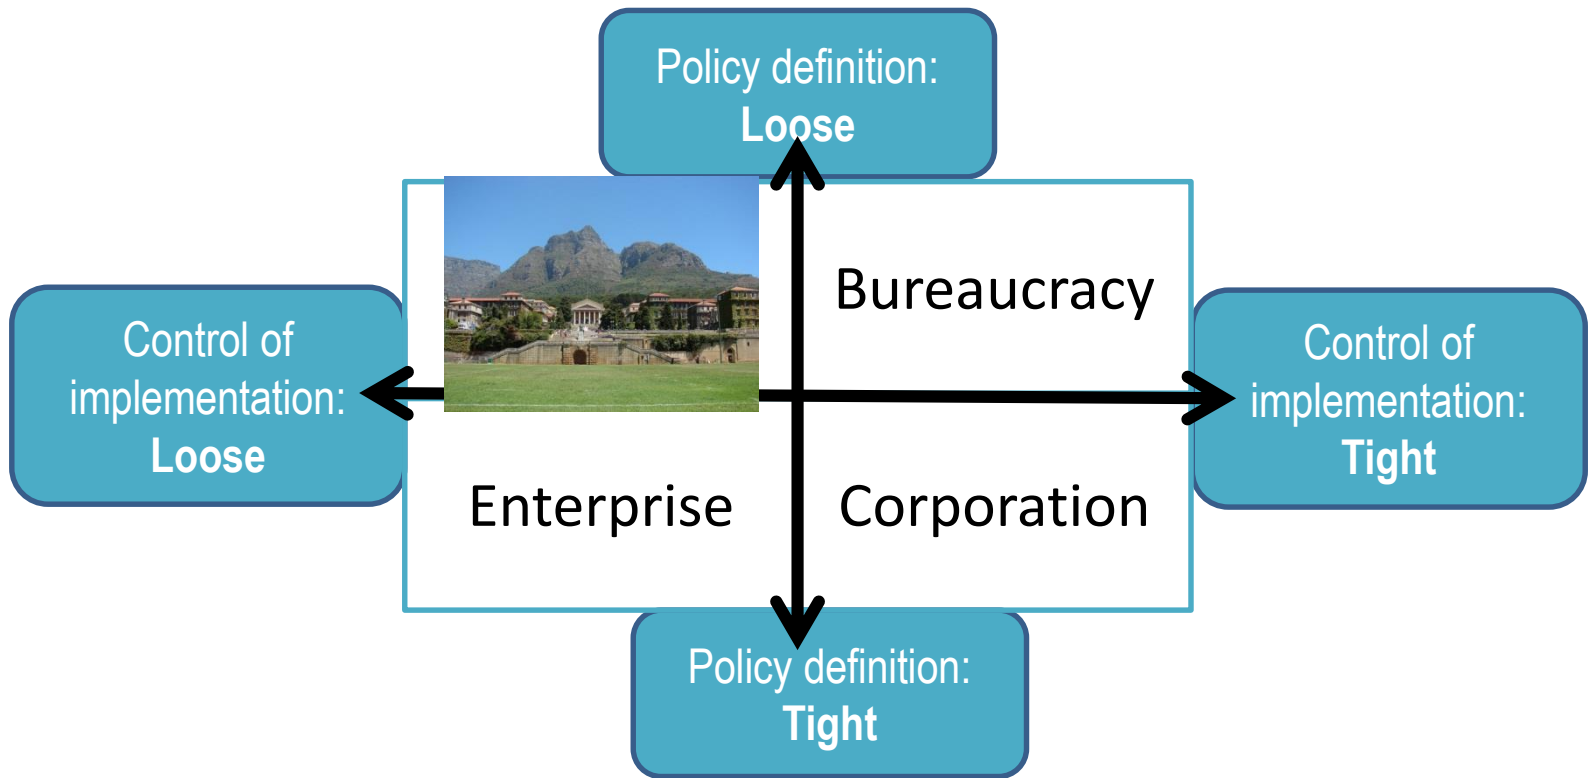 Policy definition:
Loose
Bureaucracy
Control of
implementation:
Loose
Control of
implementation:
Tight
Enterprise
Corporation
Policy definition:
Tight